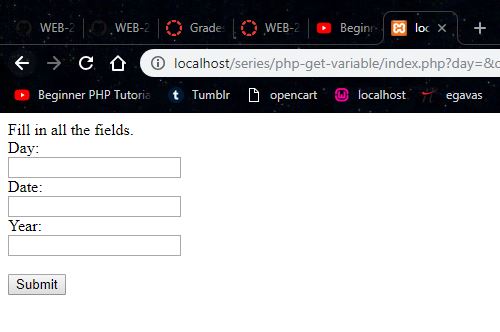 WEB-2 WEB-2 Grade WEB-2 Beginn loc
localhost/series/php-get-variable/index.php?day=&
Beginner PHP Tutoria Tumblr opencart localhost egavas
Fill in all the fields.
Day:
Date:
Year:
Submit